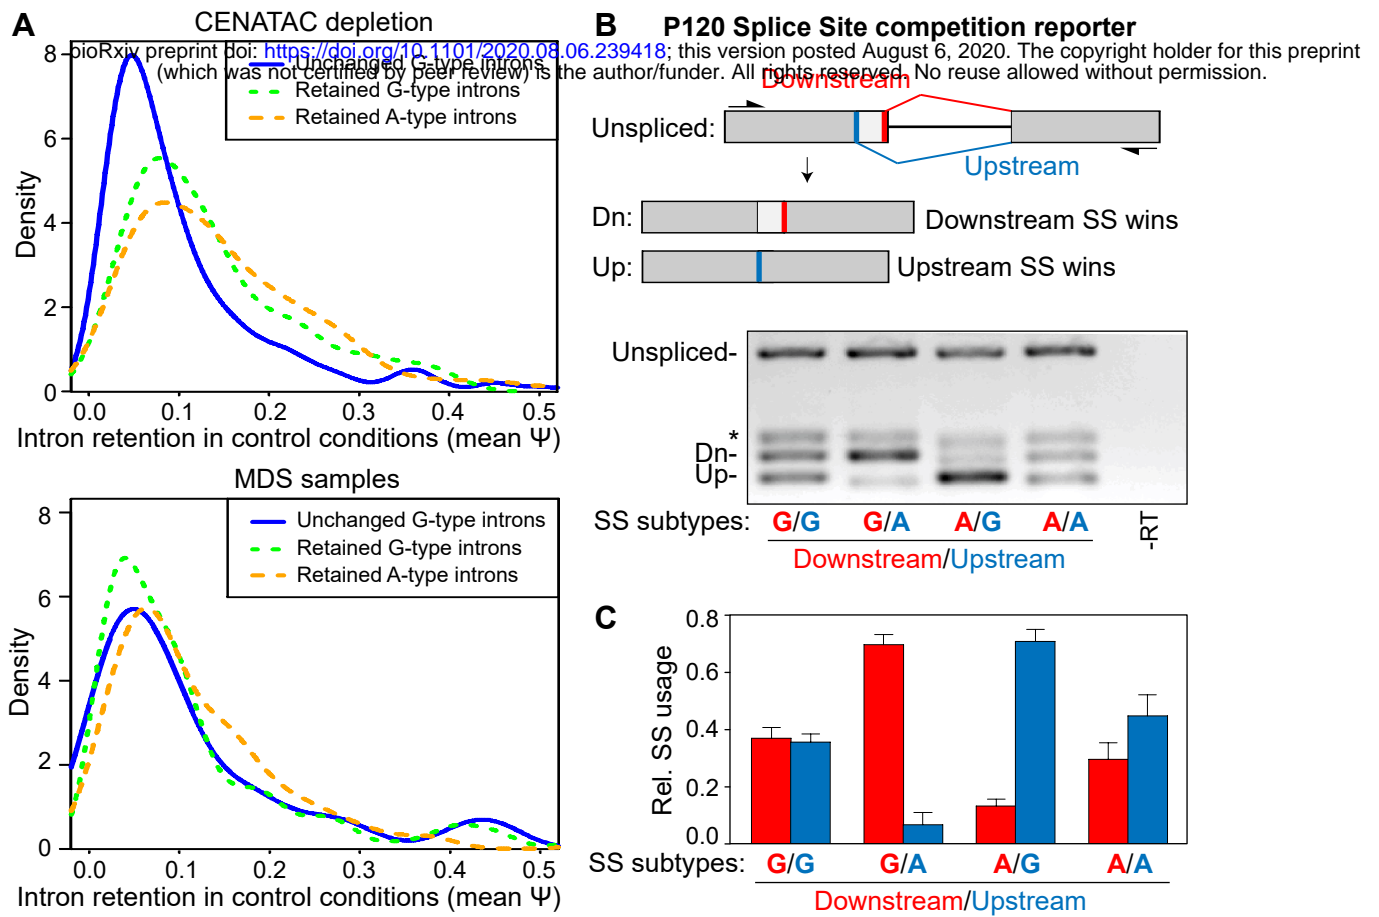 A
CENATAC depletion
B
P120 Splice Site competition reporter
bioRxiv preprint doi: https://doi.org/10.1101/2020.08.06.239418; this version posted August 6, 2020. The copyright holder for this preprint
(which was not certified by peer review) is the author/funder. All rights reserved. No reuse allowed without permission.
Unchanged G-type introns
Retained G-type introns
Retained A-type introns
Density
8
6
4
2
0
0.0 0.1 0.2 0.3 0.4 0.5
Intron retention in control conditions (mean Ψ)
MDS samples
Unchanged G-type introns
Retained G-type introns
Retained A-type introns
Density
8
6
4
2
0
0.0 0.1 0.2 0.3 0.4 0.5
Intron retention in control conditions (mean Ψ)
Downstream
Unspliced:
Upstream
Dn:
Downstream SS wins
Up:
Upstream SS wins
Unspliced-
*
Dn-
Up-
SS subtypes: G/G G/A A/G A/A -RT
Downstream/Upstream
C
Rel. SS usage
0.8
0.6
0.4
0.2
0.0
SS subtypes: G/G G/A A/G A/A
Downstream/Upstream